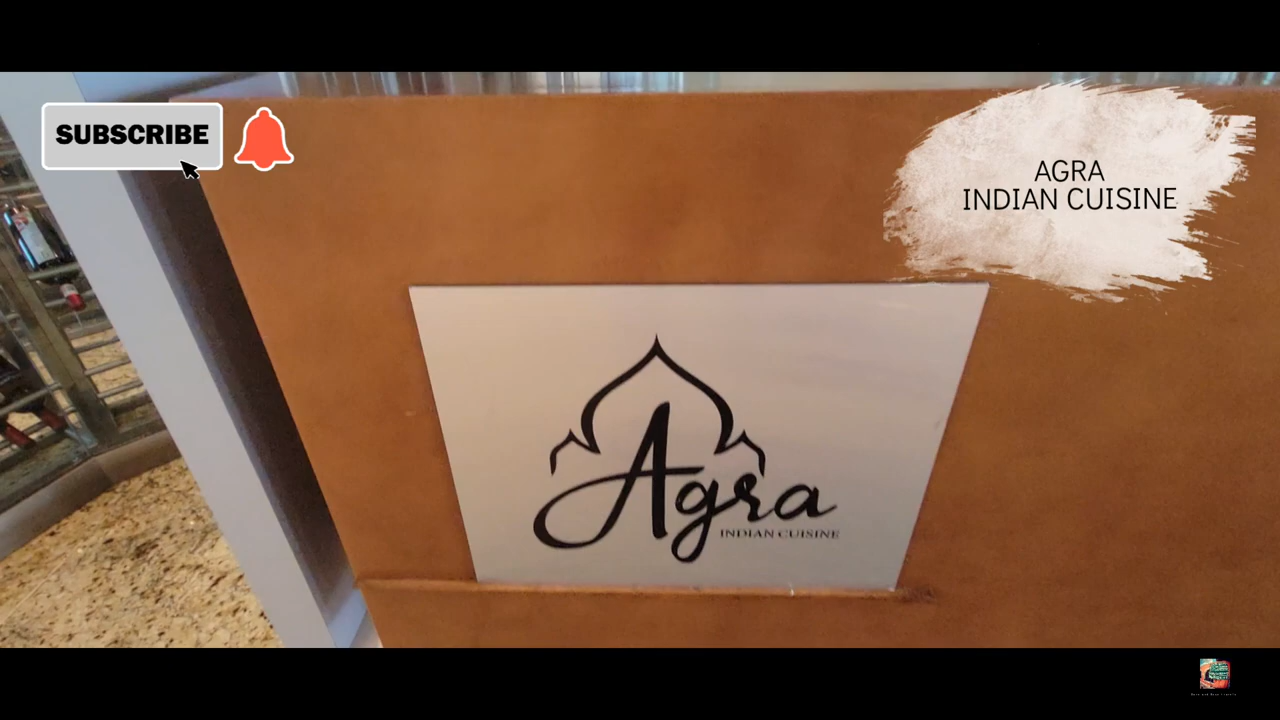 SUBSCRIBE
AGRA
INDIAN CUISINE
Agra
INDIAN CUISINE